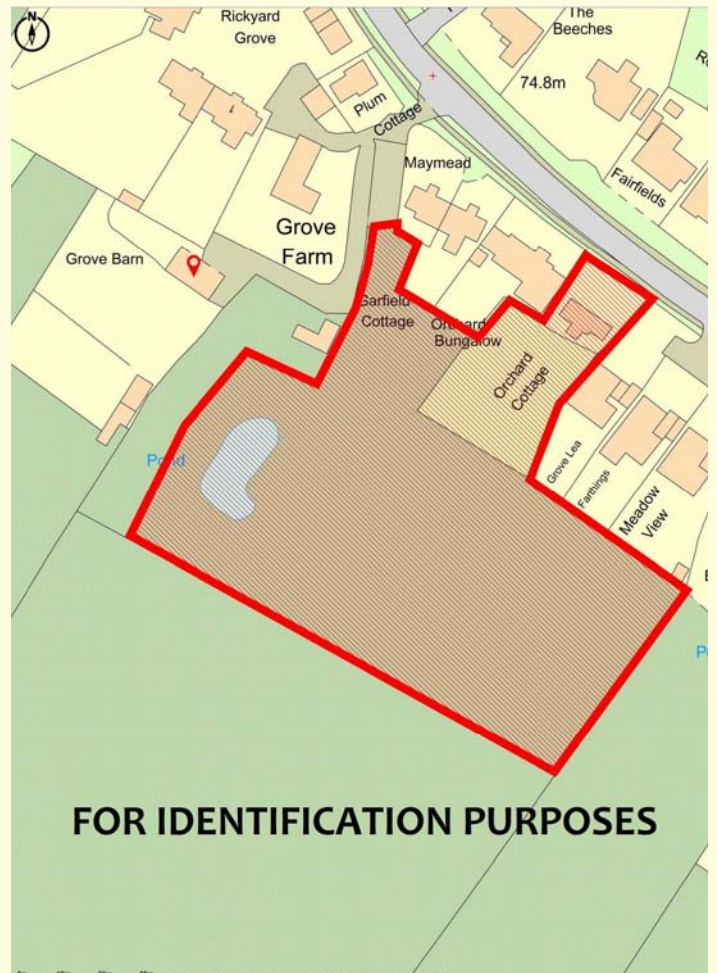 N
Rickyard
Grove
The
Beeches
74.8m
1
Plum
Cottage
Maymead
Fairfields
Grove
Farm
Grove Barn
Garfield
Cottage
Orchard
Bungalow
Orchard
Cottage
Pond
Grove Lea
Farthings
Meadow
View
FOR IDENTIFICATION PURPOSES